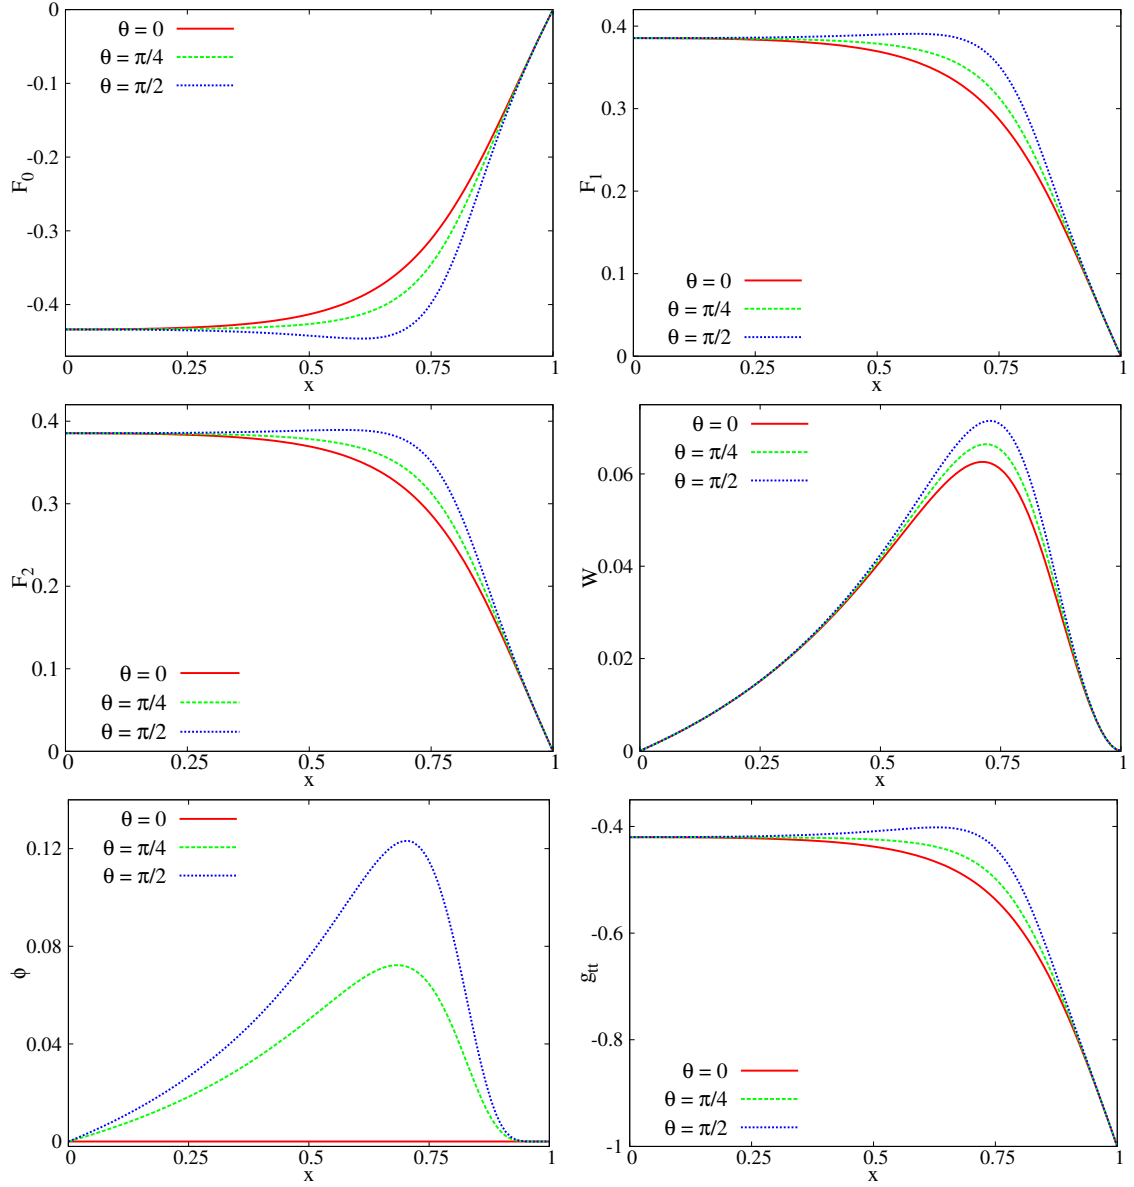 θ = 0
θ = π/4
θ = π/2
0
-0.1
-0.2
-0.3
-0.4
F0
0 0.25 0.5 0.75 1
x
θ = 0
θ = π/4
θ = π/2
0.4
0.3
0.2
0.1
0
F1
0 0.25 0.5 0.75 1
x
θ = 0
θ = π/4
θ = π/2
0.4
0.3
0.2
0.1
0
F2
0 0.25 0.5 0.75 1
x
θ = 0
θ = π/4
θ = π/2
0.06
0.04
0.02
0
W
0 0.25 0.5 0.75 1
x
θ = 0
θ = π/4
θ = π/2
0.12
0.08
0.04
0
ϕ
0 0.25 0.5 0.75 1
x
θ = 0
θ = π/4
θ = π/2
-0.4
-0.6
-0.8
-1
gtt
0 0.25 0.5 0.75 1
x